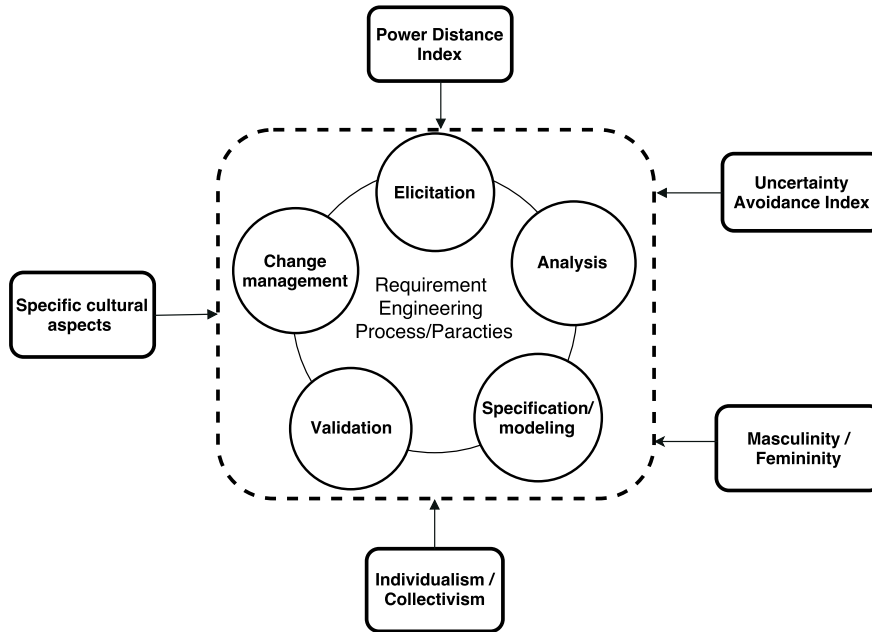 Power Distance
Index
Elicitation
Uncertainty
Avoidance Index
Change
management
Analysis
Requirement
Engineering
Process/Paracties
Specific cultural
aspects
Validation
Specification/
modeling
Masculinity /
Femininity
Individualism /
Collectivism